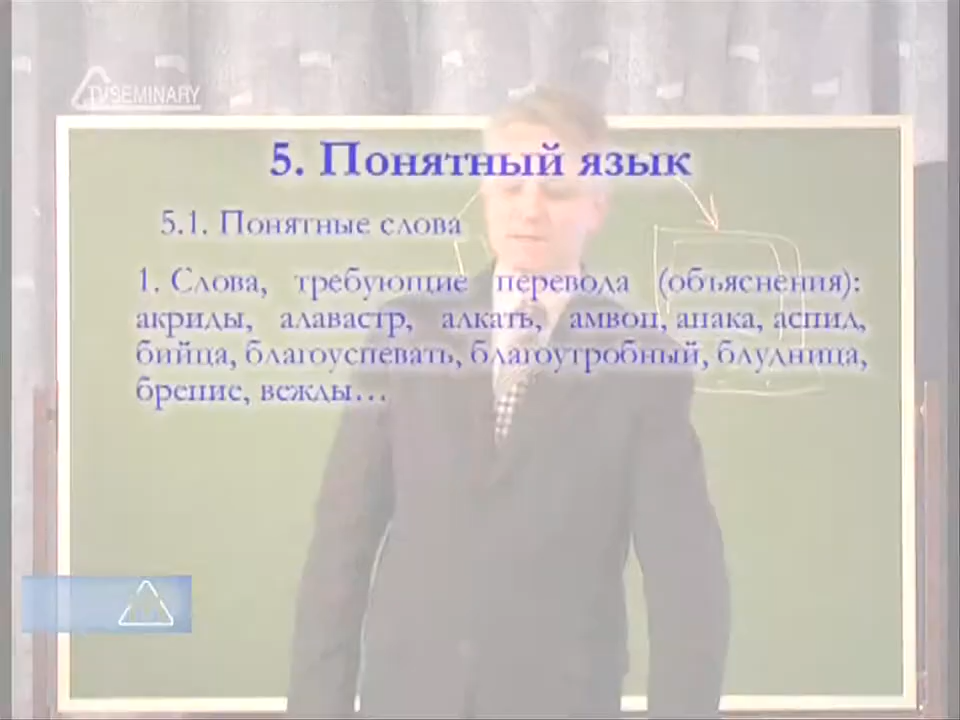 TVSEMINARY
5. Понятный язык
5.1. Понятные слова
1. Слова, требующие перевода (объяснения):
акриды, алавастр, алкать, амвон, анака, аспид,
бийца, благоуспевать, благоутробный, блудница,
брение, вежды…